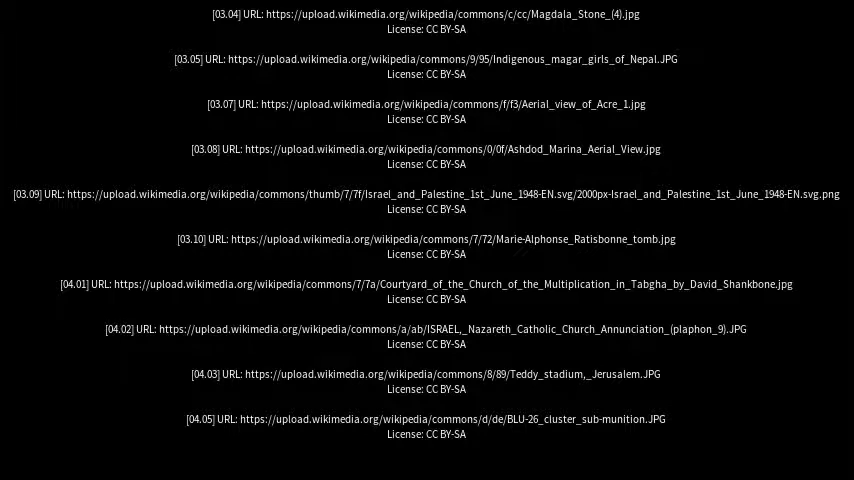 [03.04] URL: https://upload.wikimedia.org/wikipedia/commons/c/cc/Magdala_Stone_(4).jpg
License: CC BY-SA
[03.05] URL: https://upload.wikimedia.org/wikipedia/commons/9/95/Indigenous_magar_girls_of_Nepal.JPG
License: CC BY-SA
[03.07] URL: https://upload.wikimedia.org/wikipedia/commons/f/f3/Aerial_view_of_Acre_1.jpg
License: CC BY-SA
[03.08] URL: https://upload.wikimedia.org/wikipedia/commons/0/0f/Ashdod_Marina_Aerial_View.jpg
License: CC BY-SA
[03.09] URL: https://upload.wikimedia.org/wikipedia/commons/thumb/7/7f/Israel_and_Palestine_1st_June_1948-EN.svg/2000px-Israel_and_Palestine_1st_June_1948-EN.svg.png
License: CC BY-SA
[03.10] URL: https://upload.wikimedia.org/wikipedia/commons/7/72/Marie-Alphonse_Ratisbonne_tomb.jpg
License: CC BY-SA
[04.01] URL: https://upload.wikimedia.org/wikipedia/commons/7/7a/Courtyard_of_the_Church_of_the_Multiplication_in_Tabgha_by_David_Shankbone.jpg
License: CC BY-SA
[04.02] URL: https://upload.wikimedia.org/wikipedia/commons/a/ab/ISRAEL,_Nazareth_Catholic_Church_Annunciation_(plaphon_9).JPG
License: CC BY-SA
[04.03] URL: https://upload.wikimedia.org/wikipedia/commons/8/89/Teddy_stadium,_Jerusalem.JPG
License: CC BY-SA
[04.05] URL: https://upload.wikimedia.org/wikipedia/commons/d/de/BLU-26_cluster_sub-munition.JPG
License: CC BY-SA